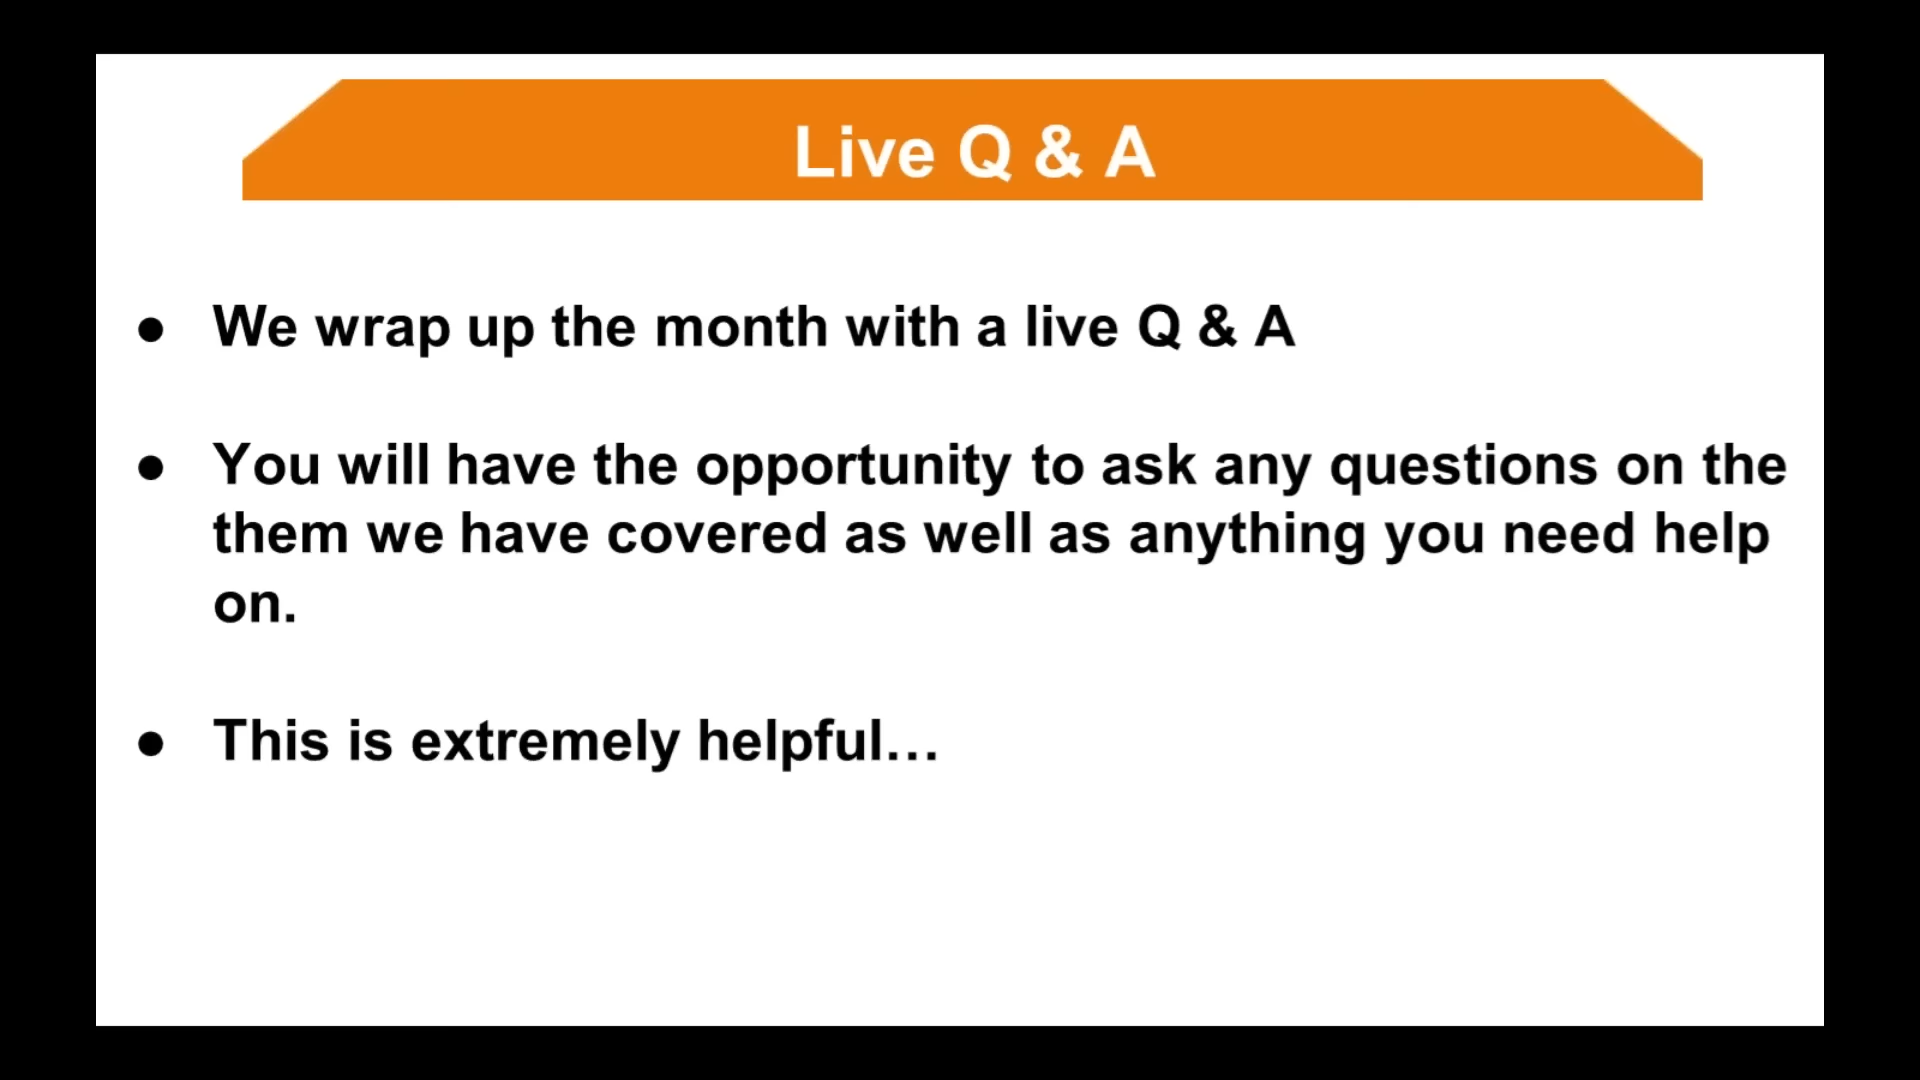 Live Q & A
● We wrap up the month with a live Q & A
● You will have the opportunity to ask any questions on the
them we have covered as well as anything you need help
on.
● This is extremely helpful…